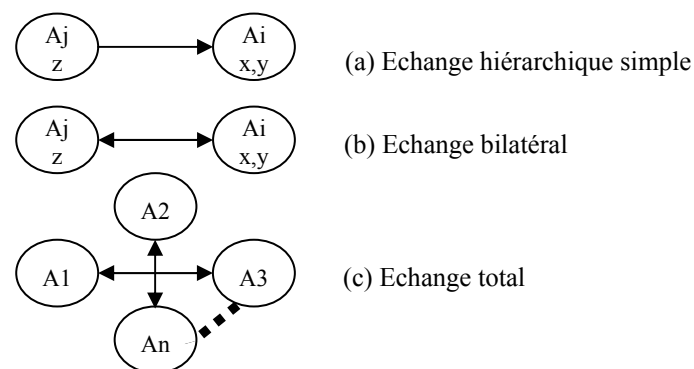 Aj
z
Ai
x,y
(a) Echange hiérarchique simple
Aj
z
Ai
x,y
(b) Echange bilatéral
A2
A1
A3
(c) Echange total
An